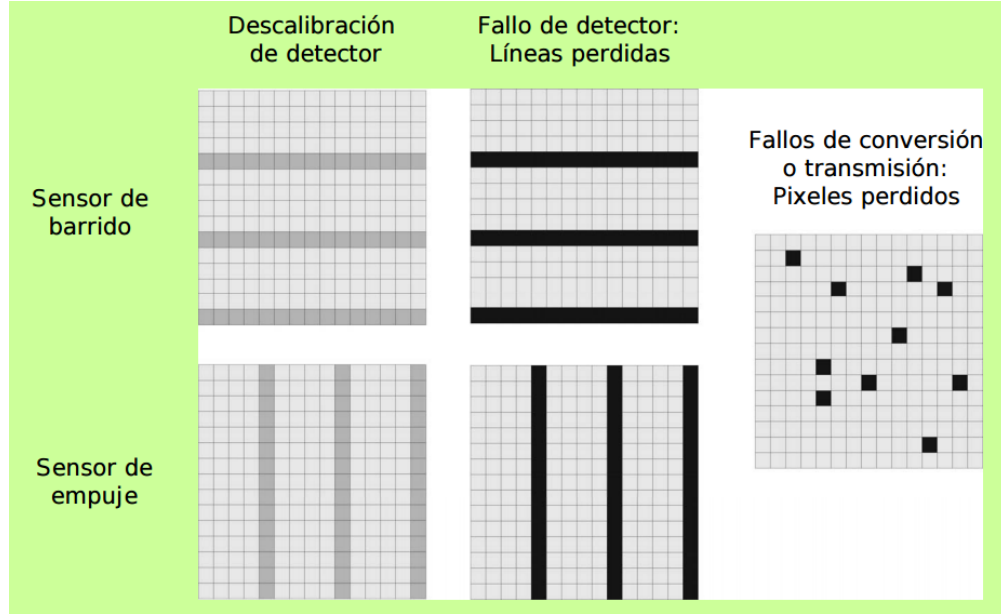 Descalibración
de detector
Fallo de detector:
Líneas perdidas
Fallos de conversión
o transmisión:
Pixeles perdidos
Sensor de
barrido
Sensor de
empuje